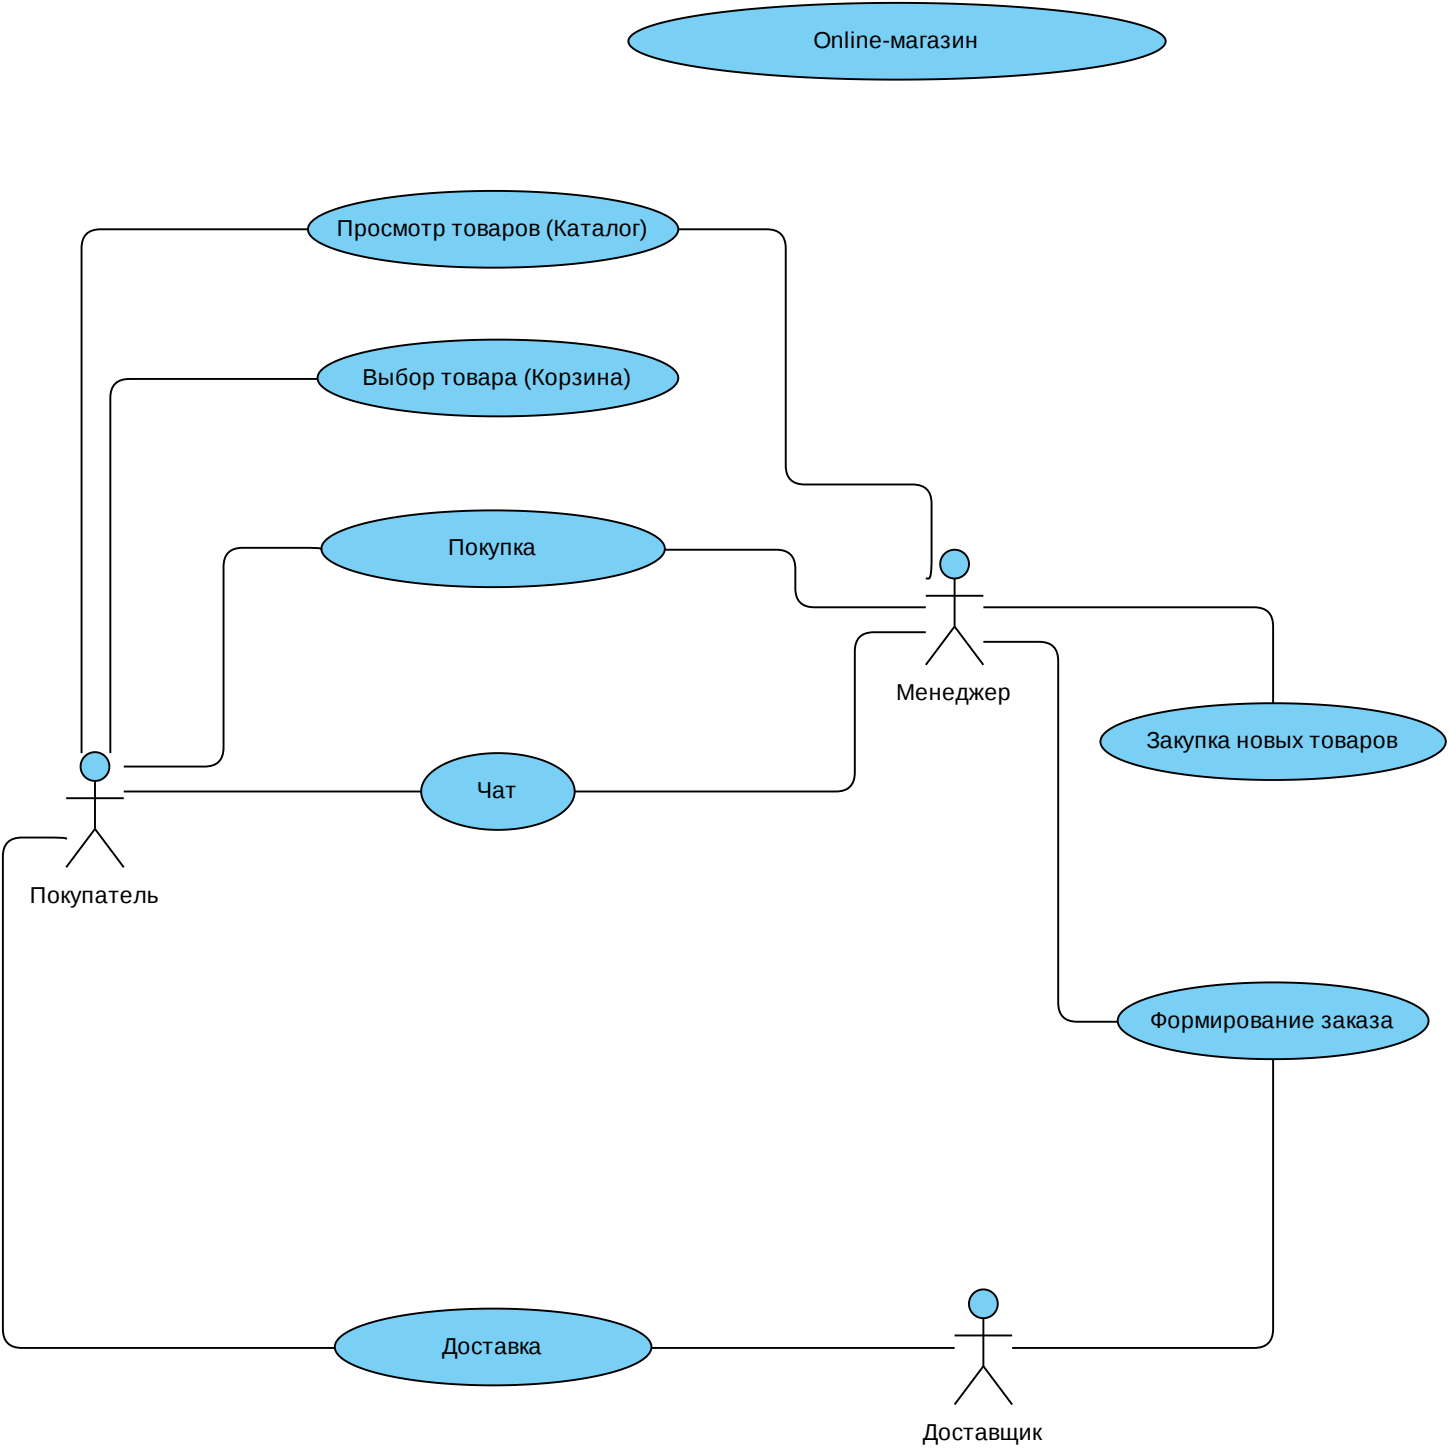 Online-магазин
Просмотр товаров (Каталог)
Выбор товара (Корзина)
Покупка
Менеджер
Закупка новых товаров
Чат
Покупатель
Формирование заказа
Доставка
Доставщик